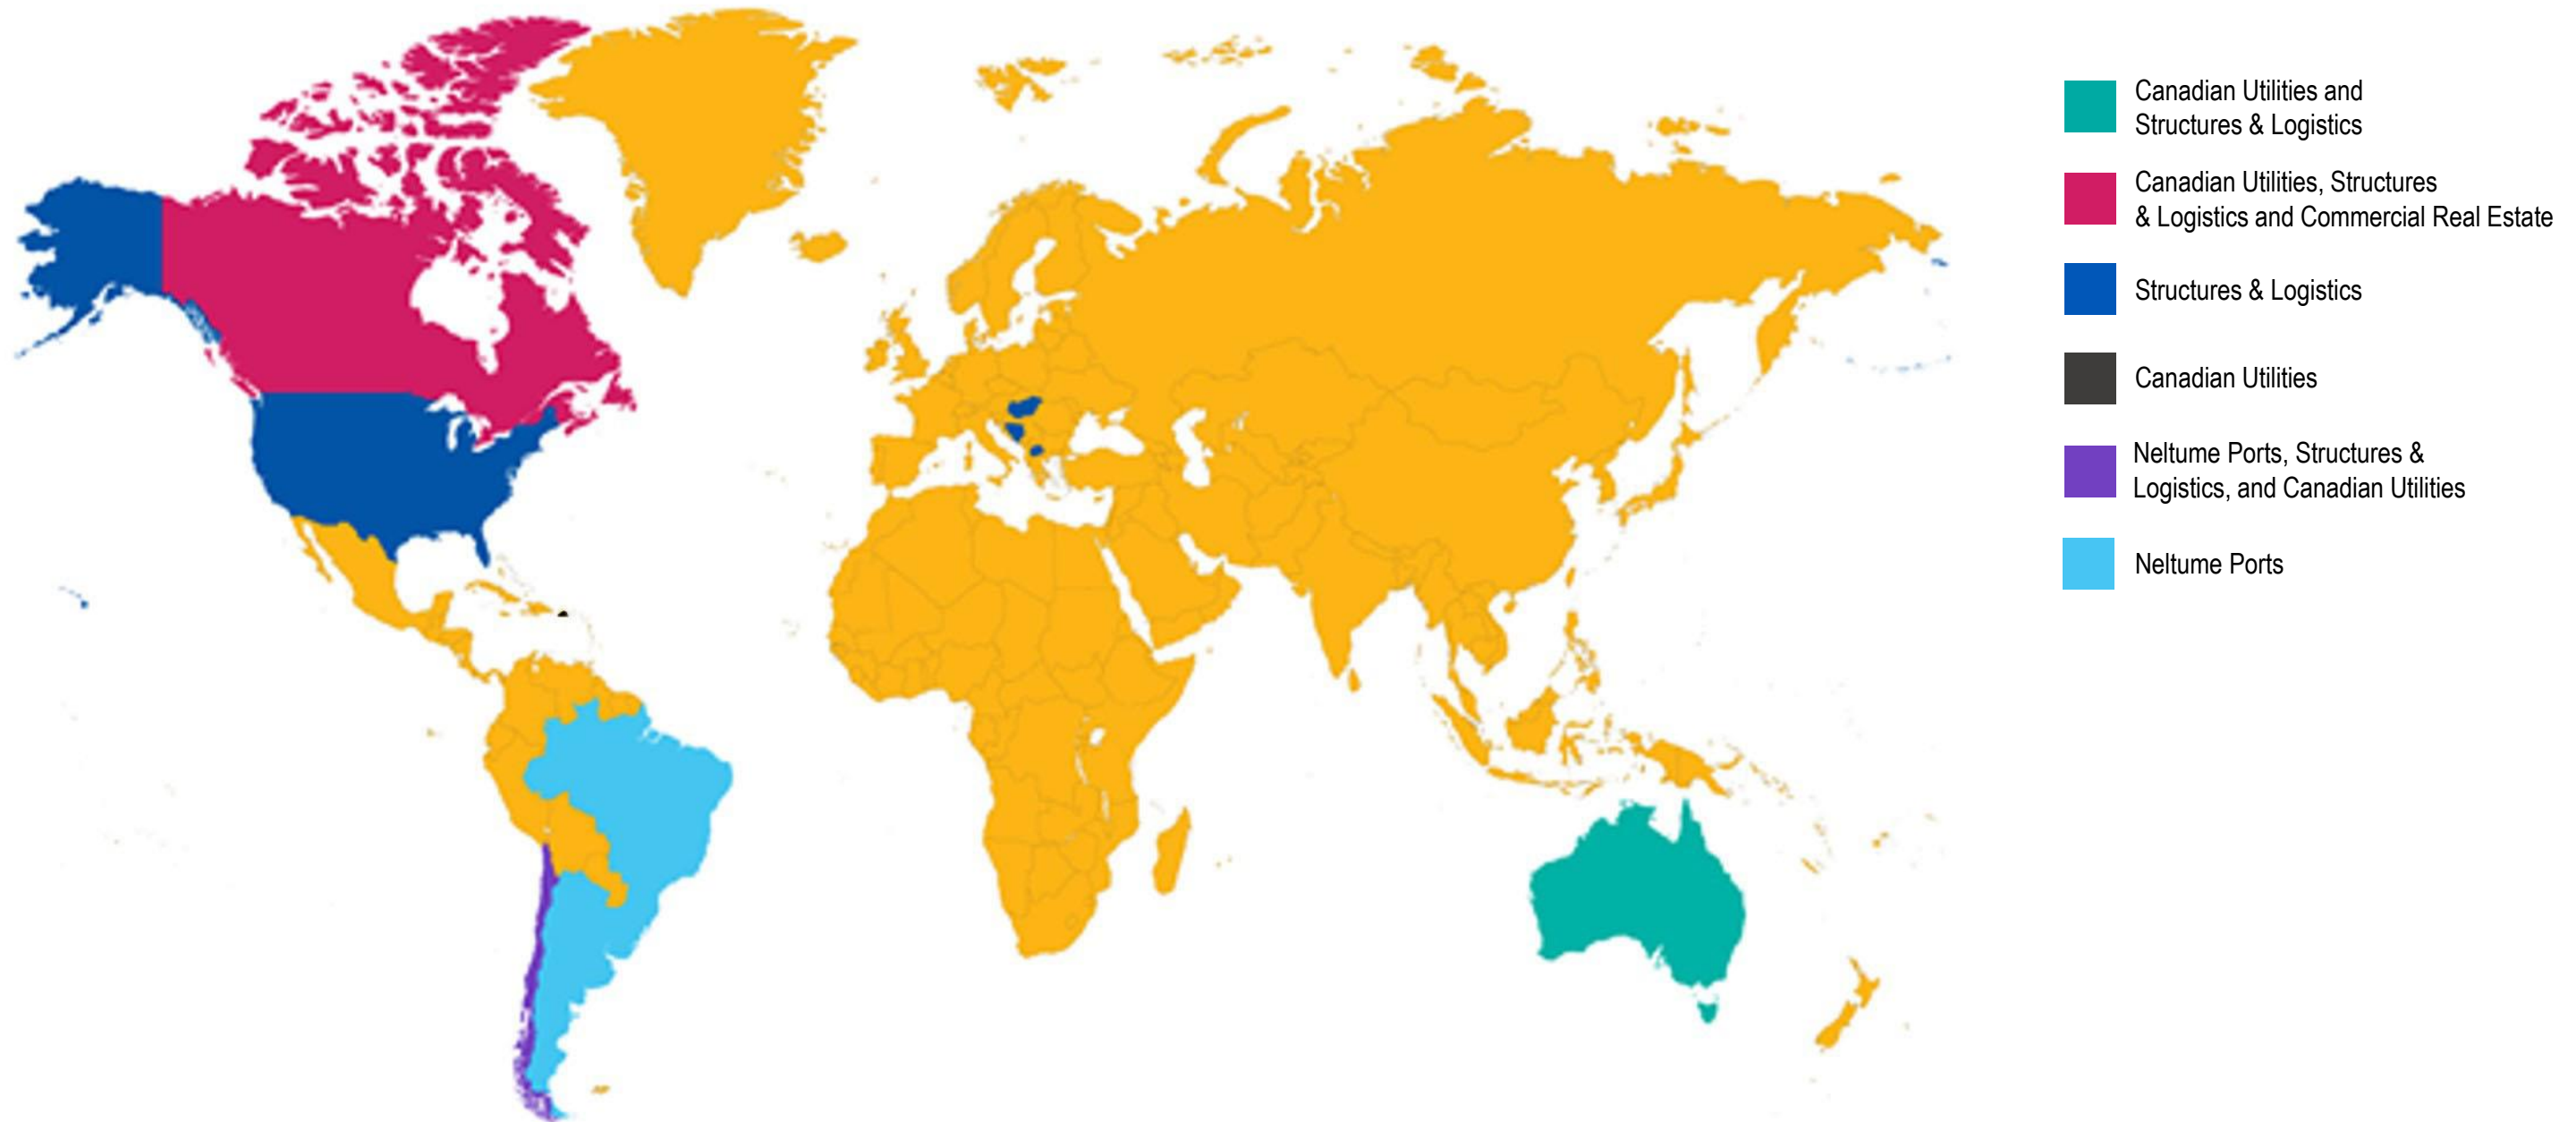 Canadian Utilities and
Structures & Logistics
Canadian Utilities, Structures
& Logistics and Commercial Real Estate
Structures & Logistics
Canadian Utilities
Neltume Ports, Structures &
Logistics, and Canadian Utilities
Neltume Ports